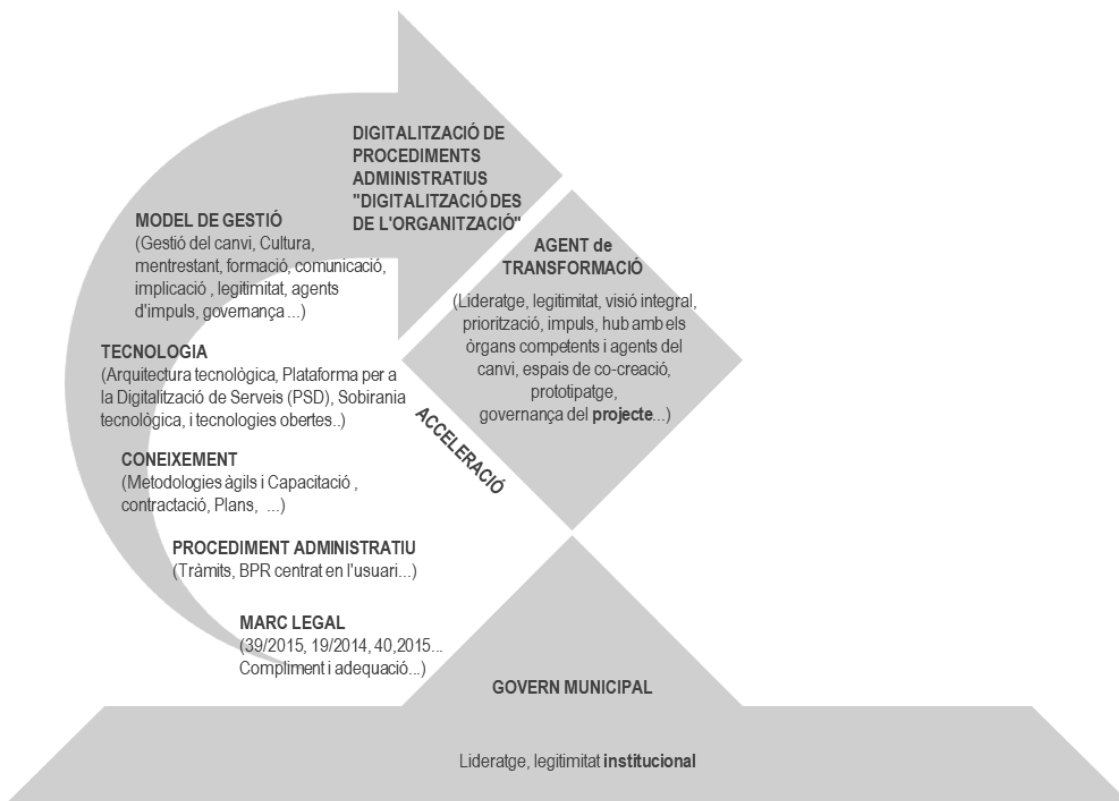 DIGITALITZACIÓ DE
PROCEDIMENTS
ADMINISTRATIUS
"DIGITALITZACIÓ DES
DE L'ORGANITZACIÓ"
MODEL DE GESTIÓ
(Gestió del canvi, Cultura,
mentrestant, formació, comunicació,
implicació , legitimitat, agents
d'impuls, governança ...)
TECNOLOGIA
(Arquitectura tecnològica, Plataforma per a
la Digitalització de Serveis (PSD), Sobirania
tecnològica, i tecnologies obertes..)
CONEIXEMENT
(Metodologies àgils i Capacitació ,
contractació, Plans, ...)
PROCEDIMENT ADMINISTRATIU
(Tràmits, BPR centrat en l'usuari...)
MARC LEGAL
(39/2015, 19/2014, 40,2015...
Compliment i adequació...)
AGENT de
TRANSFORMACIÓ
(Lideratge, legitimitat, visió integral,
priorització, impuls, hub amb els
òrgans competents i agents del
canvi, espais de co-creació,
prototipatge,
governança del projecte...)
ACCELERACIÓ
GOVERN MUNICIPAL
Lideratge, legitimitat institucional